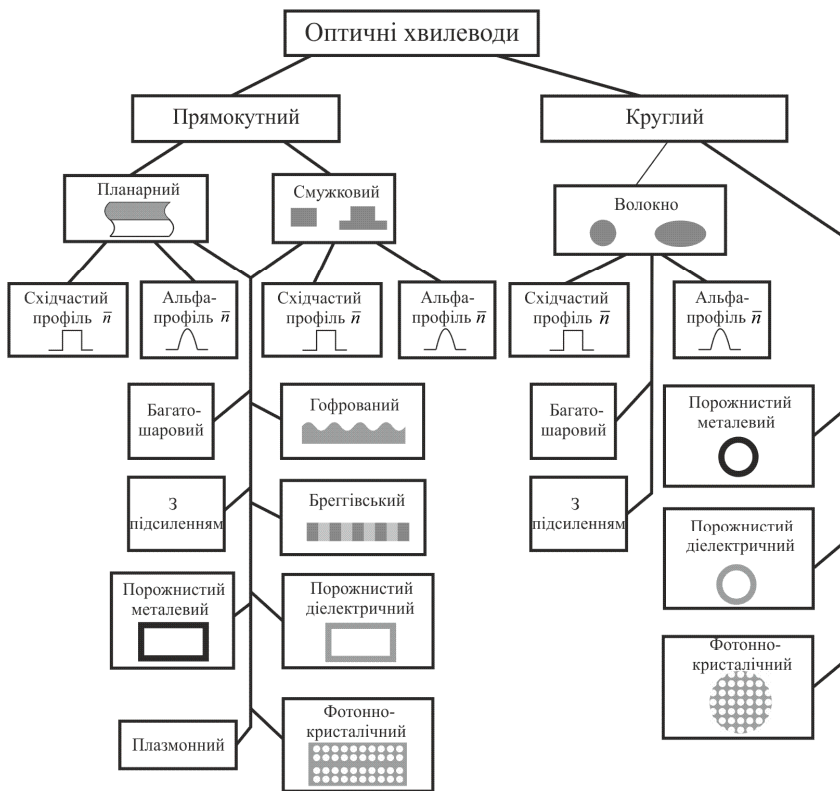 Оптичні хвилеводи
Прямокутний
Круглий
Планарний
Смужковий
Волокно
Східчастий
профіль n̅
Альфа-
профіль n̅
Східчастий
профіль n̅
Альфа-
профіль n̅
Східчастий
профіль n̅
Альфа-
профіль n̅
Багато-
шаровий
Гофрований
З
підсиленням
Бреггівський
Порожнистий
металевий
Порожнистий
діелектричний
Плазмонний
Фотонно-
кристалічний
Багато-
шаровий
Порожнистий
металевий
З
підсиленням
Порожнистий
діелектричний
Фотонно-
кристалічний